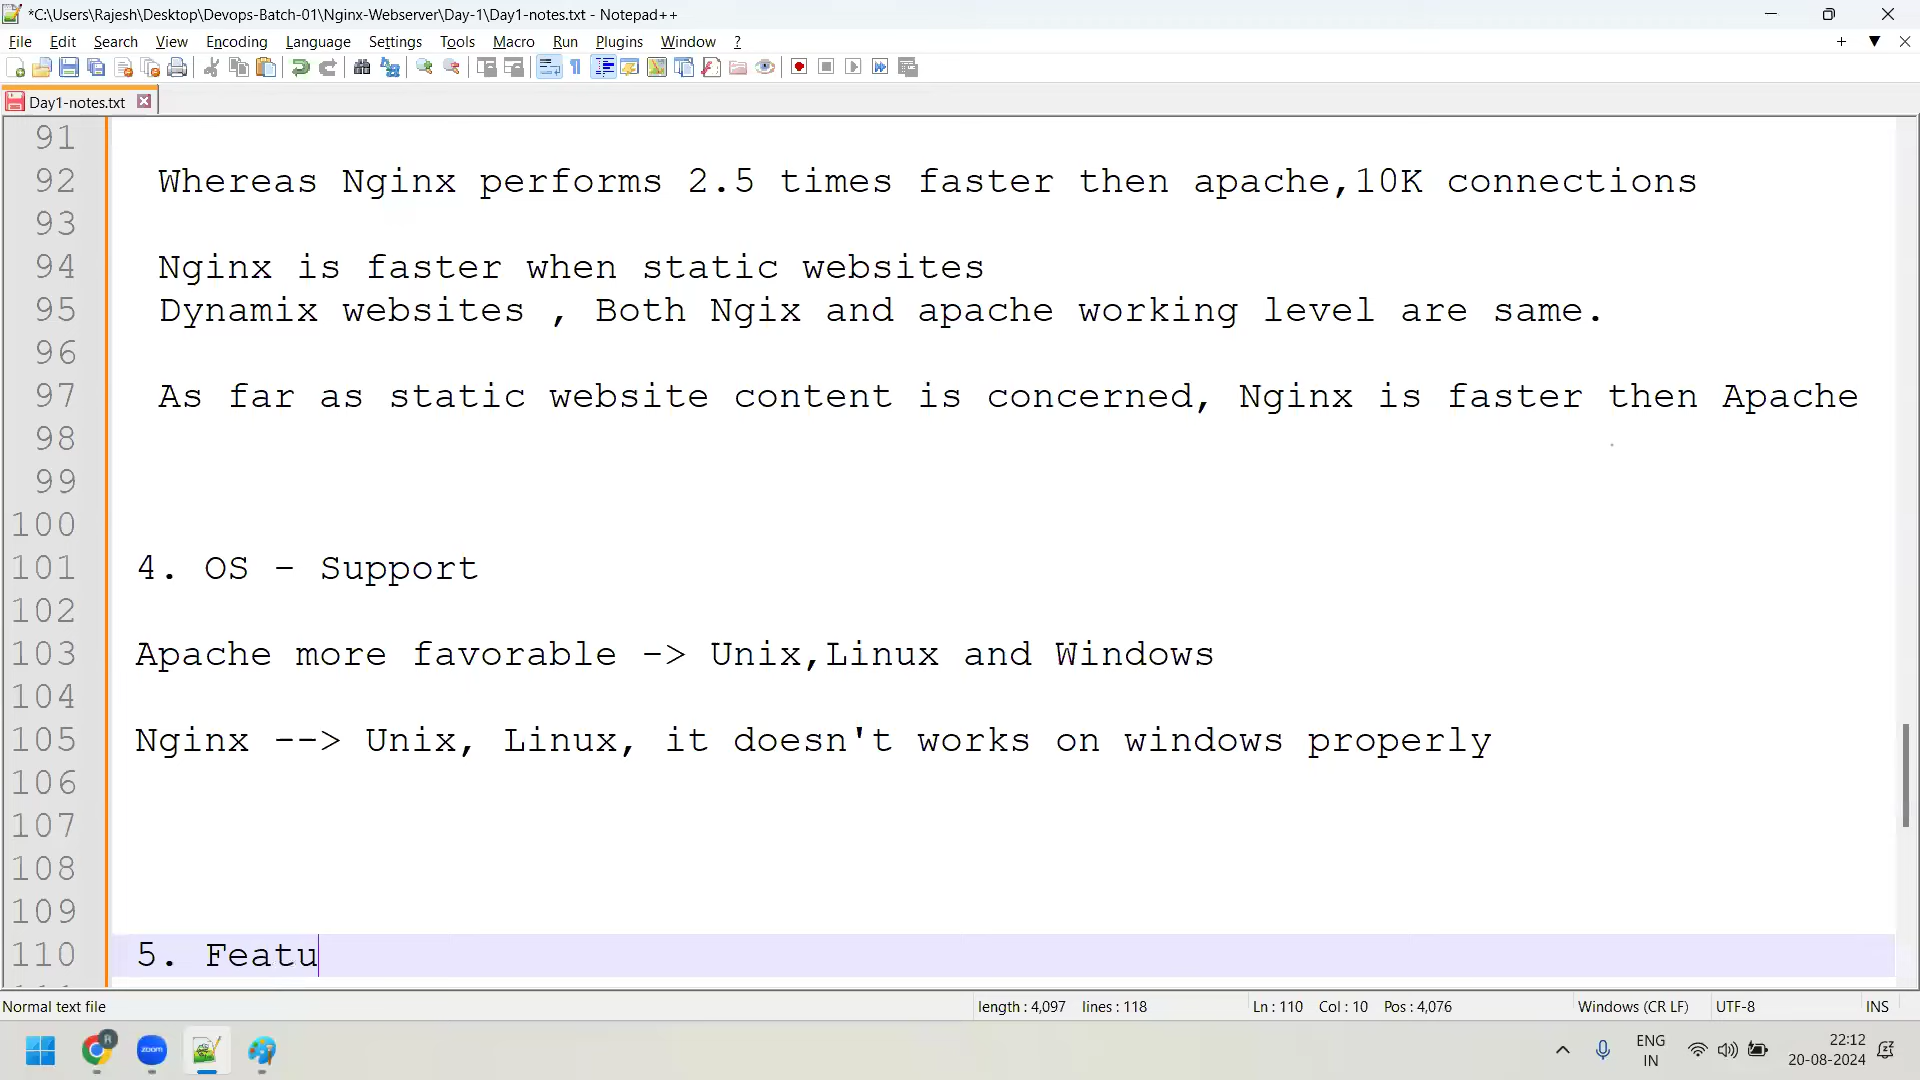 *C:\Users\Rajesh\Desktop\Devops-Batch-01\Nginx-Webserver\Day-1\Day1-notes.txt - Notepad++
File Edit Search View Encoding Language Settings Tools Macro Run Plugins Window ?
Day1-notes.txt
91
92 Whereas Nginx performs 2.5 times faster then apache,10K connections
93
94 Nginx is faster when static websites
95 Dynamix websites , Both Ngix and apache working level are same.
96
97 As far as static website content is concerned, Nginx is faster then Apache
98
99
100
101 4. OS - Support
102
103 Apache more favorable -> Unix,Linux and Windows
104
105 Nginx --> Unix, Linux, it doesn't works on windows properly
106
107
108
109
110 5. Featu
Normal text file length : 4,097 lines : 118 Ln : 110 Col : 10 Pos : 4,076 Windows (CR LF) UTF-8 INS
R
zoom
ENG
IN
22:12
20-08-2024